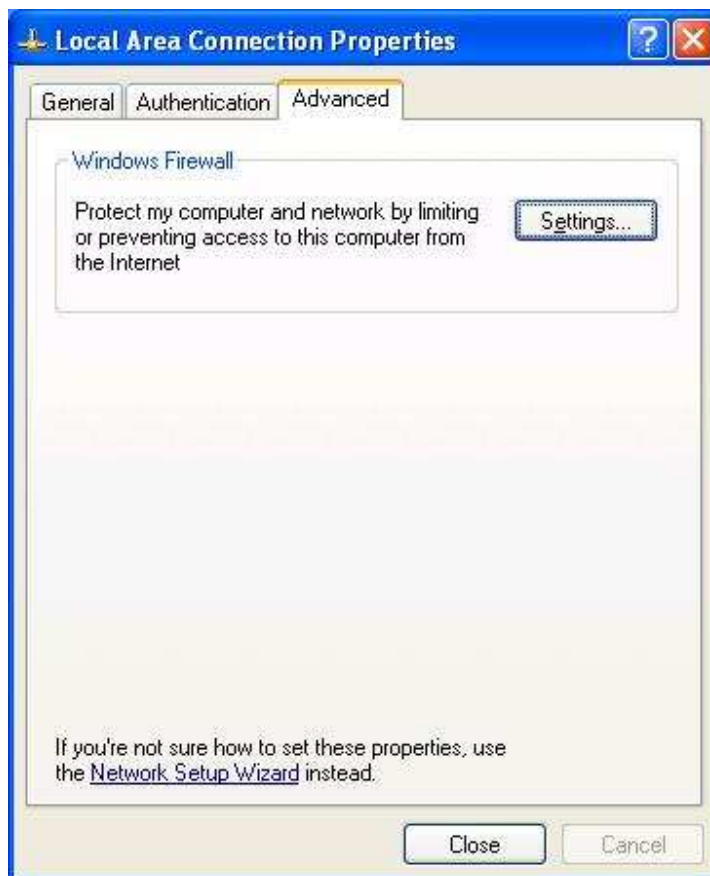 Local Area Connection Properties
General Authentication Advanced
Windows Firewall
Protect my computer and network by limiting
or preventing access to this computer from
the Internet
Settings...
If you're not sure how to set these properties, use
the Network Setup Wizard instead.
Close Cancel